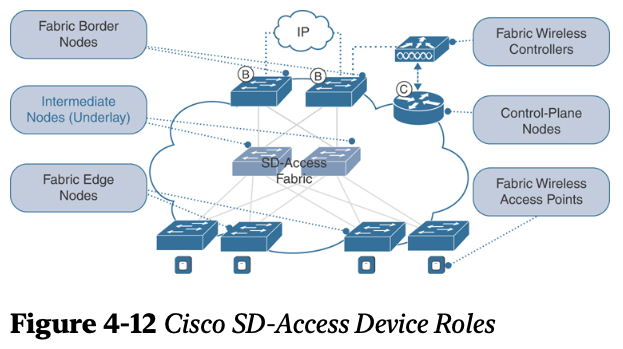 Fabric Border
Nodes
IP
Fabric Wireless
Controllers
B
B
C
Intermediate
Nodes (Underlay)
Control-Plane
Nodes
SD-Access
Fabric
Fabric Edge
Nodes
Fabric Wireless
Access Points
Figure 4-12 Cisco SD-Access Device Roles